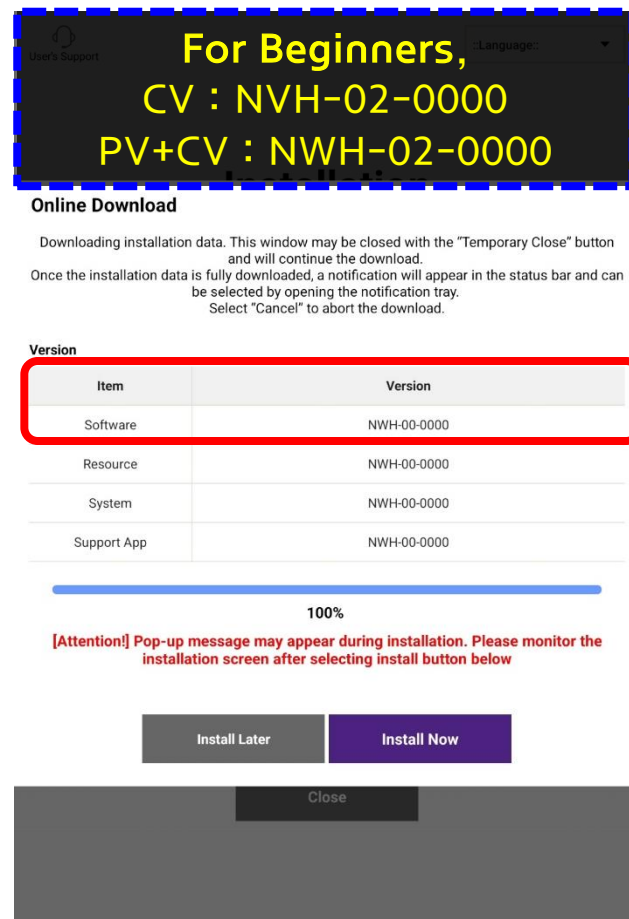 User's Support
::Language::
For Beginners,
CV : NVH-02-0000
PV+CV : NWH-02-0000
Installation
Online Download
Downloading installation data. This window may be closed with the "Temporary Close" button
and will continue the download.
Once the installation data is fully downloaded, a notification will appear in the status bar and can
be selected by opening the notification tray.
Select "Cancel" to abort the download.
Version
Item Version
Software NWH-00-0000
Resource NWH-00-0000
System NWH-00-0000
Support App NWH-00-0000
100%
[Attention!] Pop-up message may appear during installation. Please monitor the
installation screen after selecting install button below
Install Later Install Now
Close